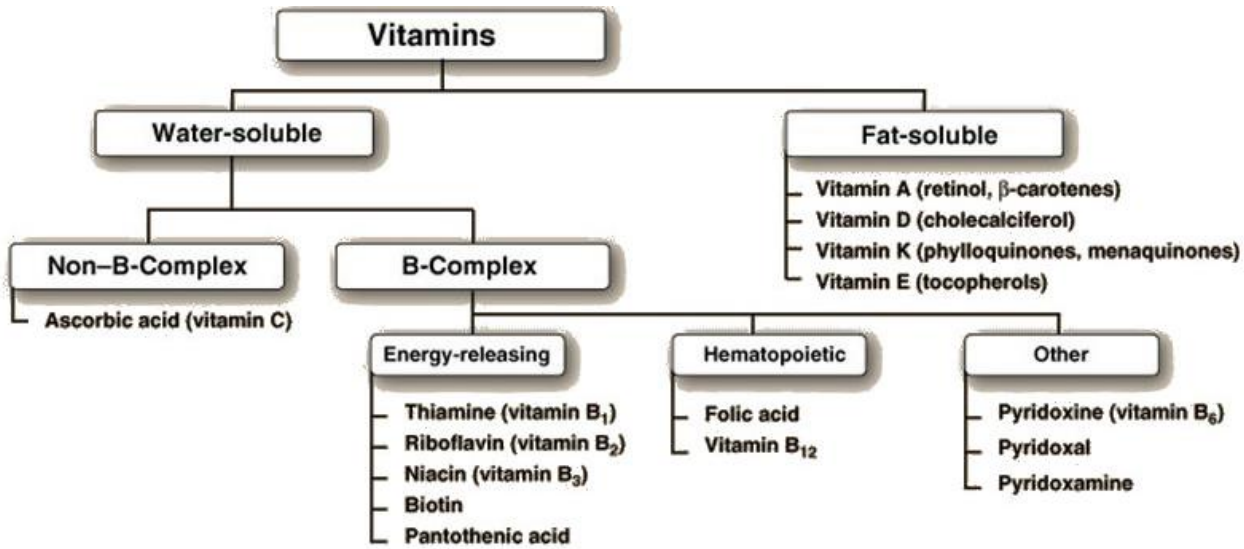 Vitamins
Water-soluble
Fat-soluble
Vitamin A (retinol, β-carotenes)
Vitamin D (cholecalciferol)
Vitamin K (phylloquinones, menaquinones)
Vitamin E (tocopherols)
Non–B-Complex
B-Complex
Ascorbic acid (vitamin C)
Energy-releasing
Hematopoietic
Other
Thiamine (vitamin B₁)
Riboflavin (vitamin B₂)
Niacin (vitamin B₃)
Biotin
Pantothenic acid
Folic acid
Vitamin B₁₂
Pyridoxine (vitamin B₆)
Pyridoxal
Pyridoxamine